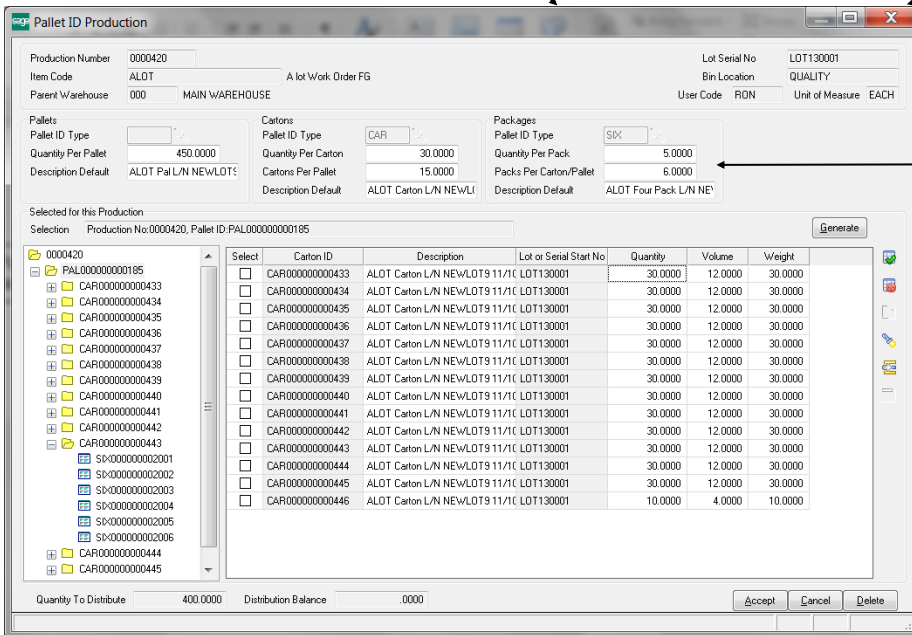 sage Pallet ID Production
Production Number 0000420 Lot Serial No LOT130001
Item Code ALOT A lot Work Order FG Bin Location QUALITY
Parent Warehouse 000 MAIN WAREHOUSE User Code RON Unit of Measure EACH
Pallets Cartons Packages
Pallet ID Type Pallet ID Type CAR Pallet ID Type SIX
Quantity Per Pallet 450.0000 Quantity Per Carton 30.0000 Quantity Per Pack 5.0000
Description Default ALOT Pal L/N NEWLOTS Cartons Per Pallet 15.0000 Packs Per Carton/Pallet 6.0000
Description Default ALOT Carton L/N NEWL( Description Default ALOT Four Pack L/N NE\
Selected for this Production
Selection Production No:0000420, Pallet ID:PAL000000000185 Generate
0000420 Select Carton ID Description Lot or Serial Start No Quantity Volume Weight
PAL000000000185 CAR000000000433 ALOT Carton L/N NEWLOT9 11/1( LOT130001 30.0000 12.0000 30.0000
CAR000000000433 CAR000000000434 ALOT Carton L/N NEWLOT9 11/1( LOT130001 30.0000 12.0000 30.0000
CAR000000000434 CAR000000000435 ALOT Carton L/N NEWLOT9 11/1( LOT130001 30.0000 12.0000 30.0000
CAR000000000435 CAR000000000436 ALOT Carton L/N NEWLOT9 11/1( LOT130001 30.0000 12.0000 30.0000
CAR000000000436 CAR000000000437 ALOT Carton L/N NEWLOT9 11/1( LOT130001 30.0000 12.0000 30.0000
CAR000000000437 CAR000000000438 ALOT Carton L/N NEWLOT9 11/1( LOT130001 30.0000 12.0000 30.0000
CAR000000000438 CAR000000000439 ALOT Carton L/N NEWLOT9 11/1( LOT130001 30.0000 12.0000 30.0000
CAR000000000439 CAR000000000440 ALOT Carton L/N NEWLOT9 11/1( LOT130001 30.0000 12.0000 30.0000
CAR000000000440 CAR000000000441 ALOT Carton L/N NEWLOT9 11/1( LOT130001 30.0000 12.0000 30.0000
CAR000000000441 CAR000000000442 ALOT Carton L/N NEWLOT9 11/1( LOT130001 30.0000 12.0000 30.0000
CAR000000000442 CAR000000000443 ALOT Carton L/N NEWLOT9 11/1( LOT130001 30.0000 12.0000 30.0000
CAR000000000443 CAR000000000444 ALOT Carton L/N NEWLOT9 11/1( LOT130001 30.0000 12.0000 30.0000
SIX000000002001 CAR000000000445 ALOT Carton L/N NEWLOT9 11/1( LOT130001 30.0000 12.0000 30.0000
SIX000000002002 CAR000000000446 ALOT Carton L/N NEWLOT9 11/1( LOT130001 10.0000 4.0000 10.0000
SIX000000002003
SIX000000002004
SIX000000002005
SIX000000002006
CAR000000000444
CAR000000000445
Quantity To Distribute 400.0000 Distribution Balance .0000 Accept Cancel Delete